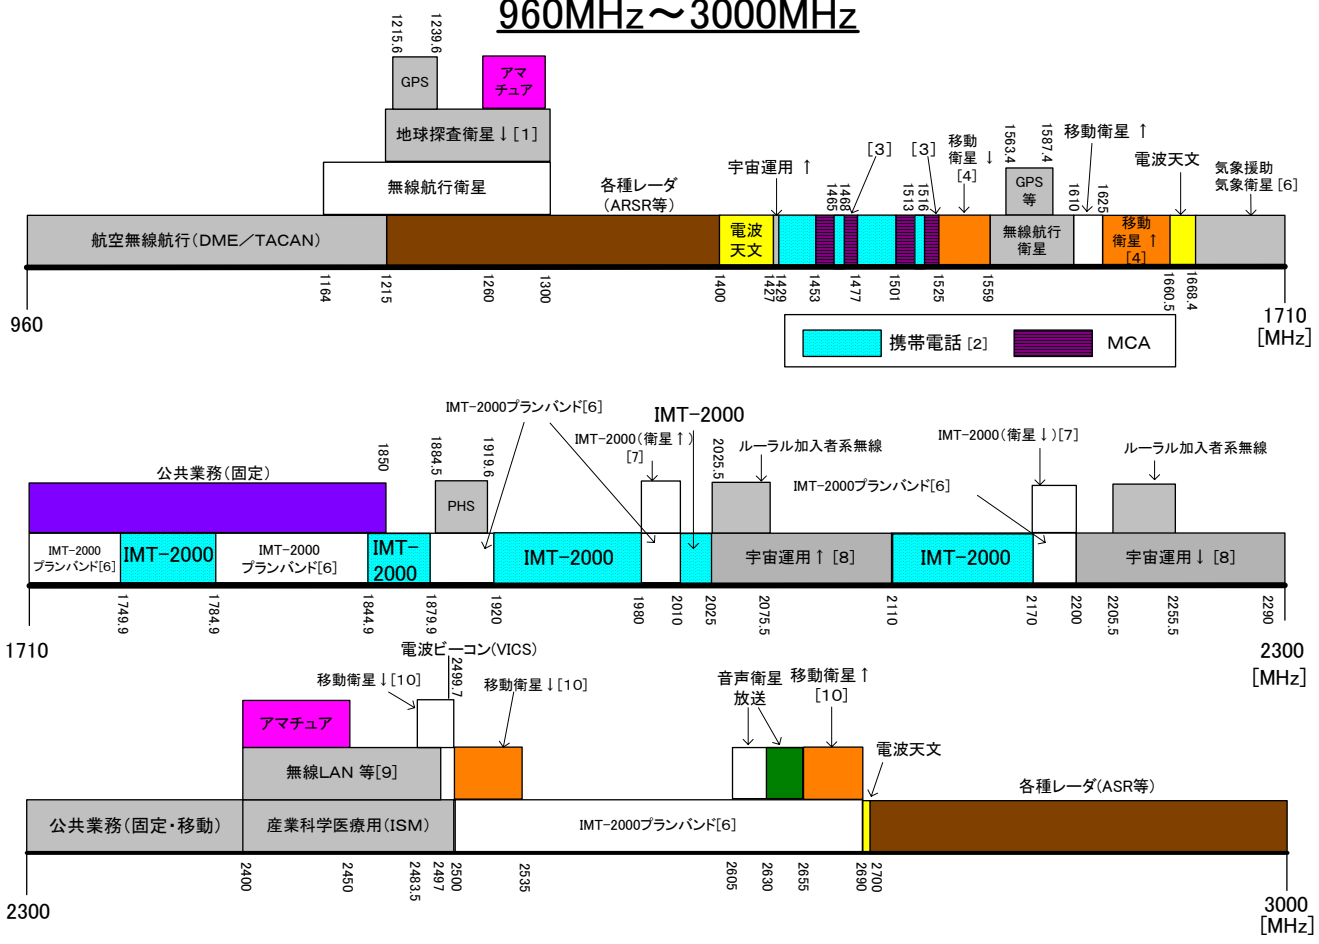 960MHz～3000MHz
1215.6
1239.6
GPS
アマ
チュア
地球探査衛星↓[1]
無線航行衛星
各種レーダ
(ARSR等)
宇宙運用 ↑
[3]
[3]
移動
衛星 ↓
[4]
1563.4
1587.4
移動衛星 ↑
電波天文
気象援助
気象衛星 [6]
1465
1468
1513
1516
GPS
等
1610
1625
航空無線航行(DME／TACAN)
電波
天文
無線航行
衛星
移動
衛星 ↑
[4]
1164
1215
1260
1300
1400
1427
1429
1453
1477
1501
1525
1559
1660.5
1668.4
960
1710
[MHz]
携帯電話 [2]
MCA
IMT-2000プランバンド[6]
IMT-2000
公共業務(固定)
1850
1884.5
1919.6
IMT-2000(衛星↑)
[7]
2025.5
ルーラル加入者系無線
IMT-2000(衛星↓)[7]
ルーラル加入者系無線
IMT-2000プランバンド[6]
PHS
IMT-2000
プランバンド[6]
IMT-2000
IMT-2000
プランバンド[6]
IMT-
2000
IMT-2000
宇宙運用↑ [8]
IMT-2000
宇宙運用↓ [8]
1749.9
1784.9
1844.9
1879.9
1920
1980
2010
2025
2075.5
2110
2170
2200
2205.5
2255.5
2290
1710
2300
[MHz]
電波ビーコン(VICS)
移動衛星↓[10]
2499.7
移動衛星↓[10]
音声衛星
放送
移動衛星 ↑
[10]
電波天文
アマチュア
無線LAN 等[9]
各種レーダ(ASR等)
公共業務(固定・移動)
産業科学医療用(ISM)
IMT-2000プランバンド[6]
2400
2450
2483.5
2497
2500
2535
2605
2630
2655
2690
2700
2300
3000
[MHz]